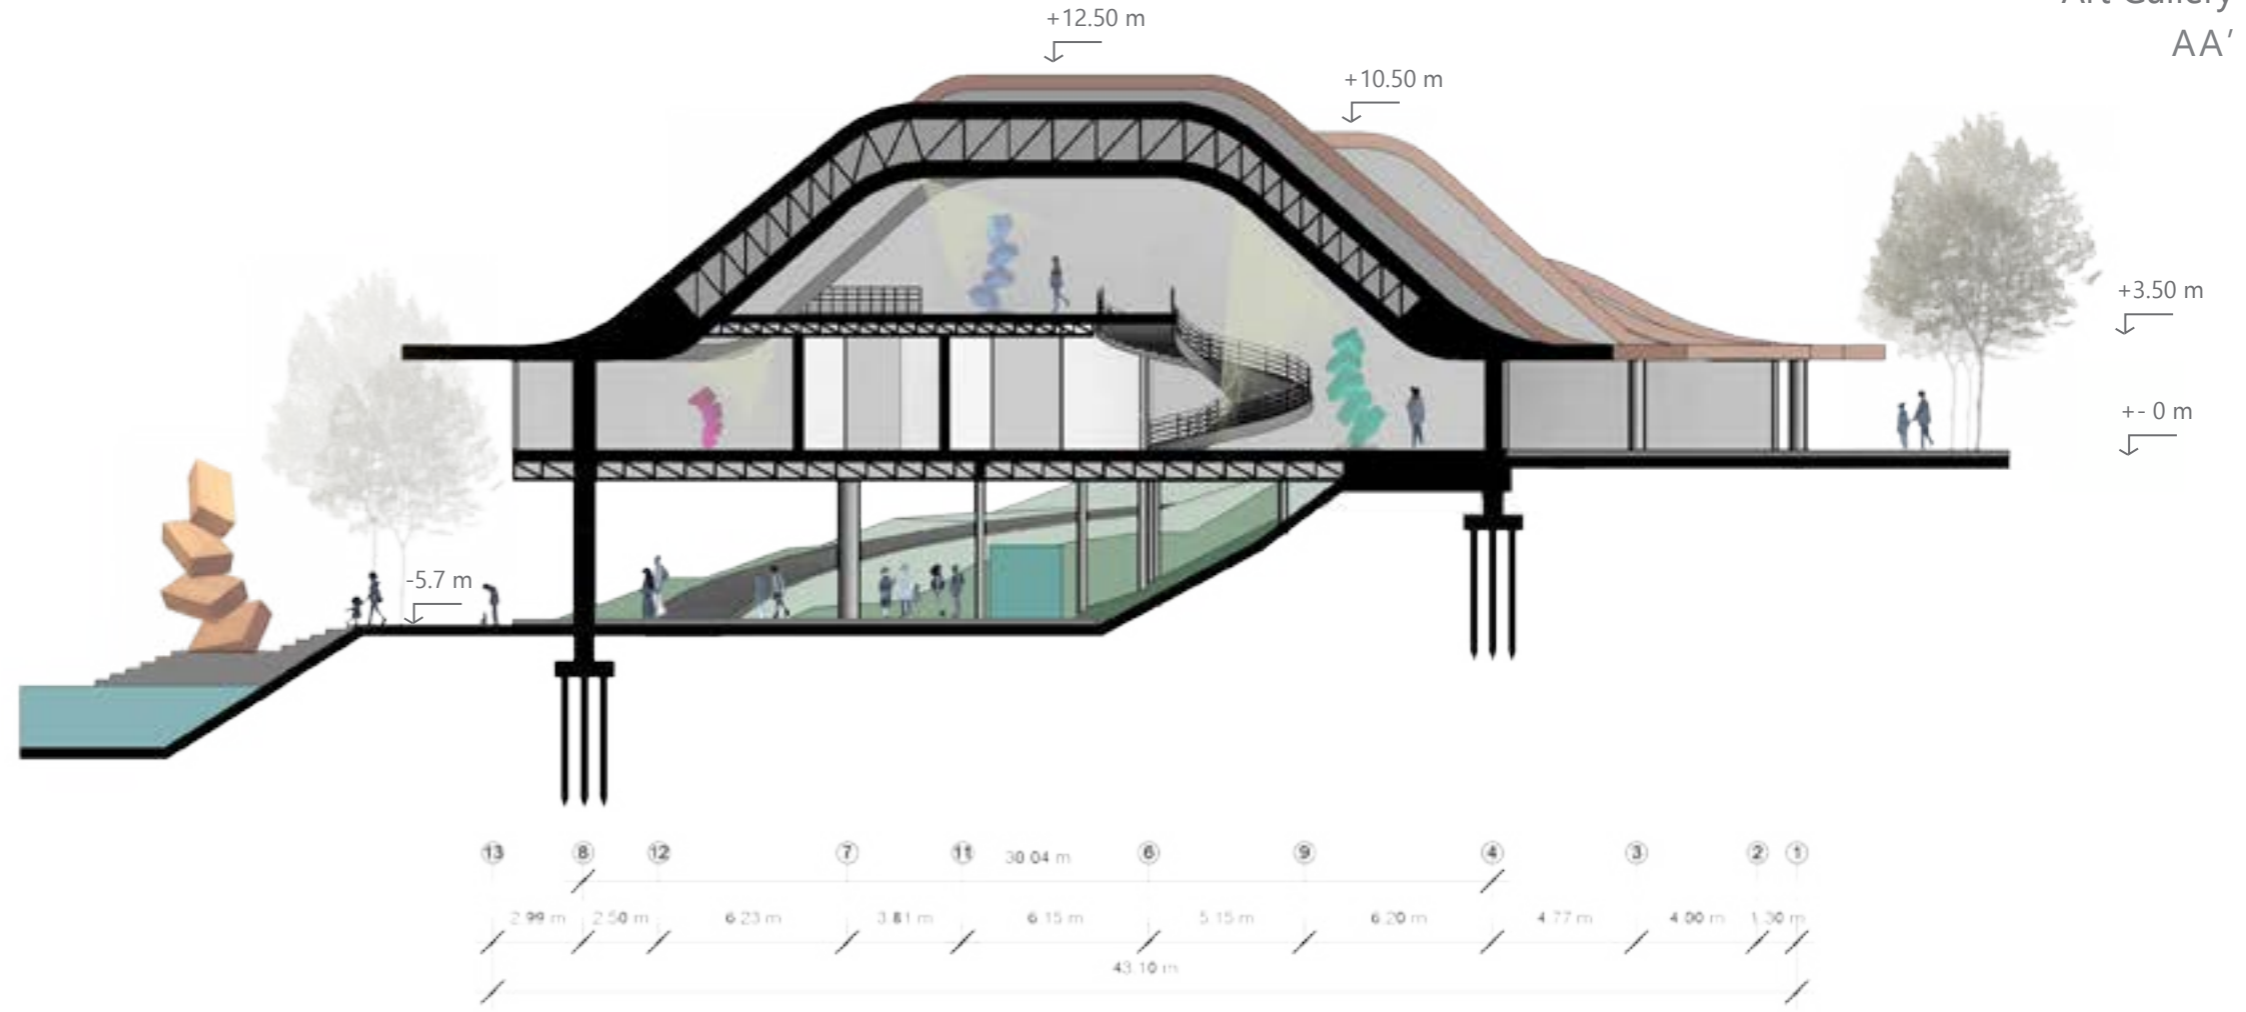 Art Gallery
AA’
+12.50 m
+10.50 m
+3.50 m
+- 0 m
-5.7 m
13 8 12 7 11 30 04 m 6 9 4 3 2 1
2.99 m 2.50 m 6.23 m 3.81 m 6.15 m 5.15 m 6.20 m 4.77 m 4.00 m 1.30 m
43.10 m